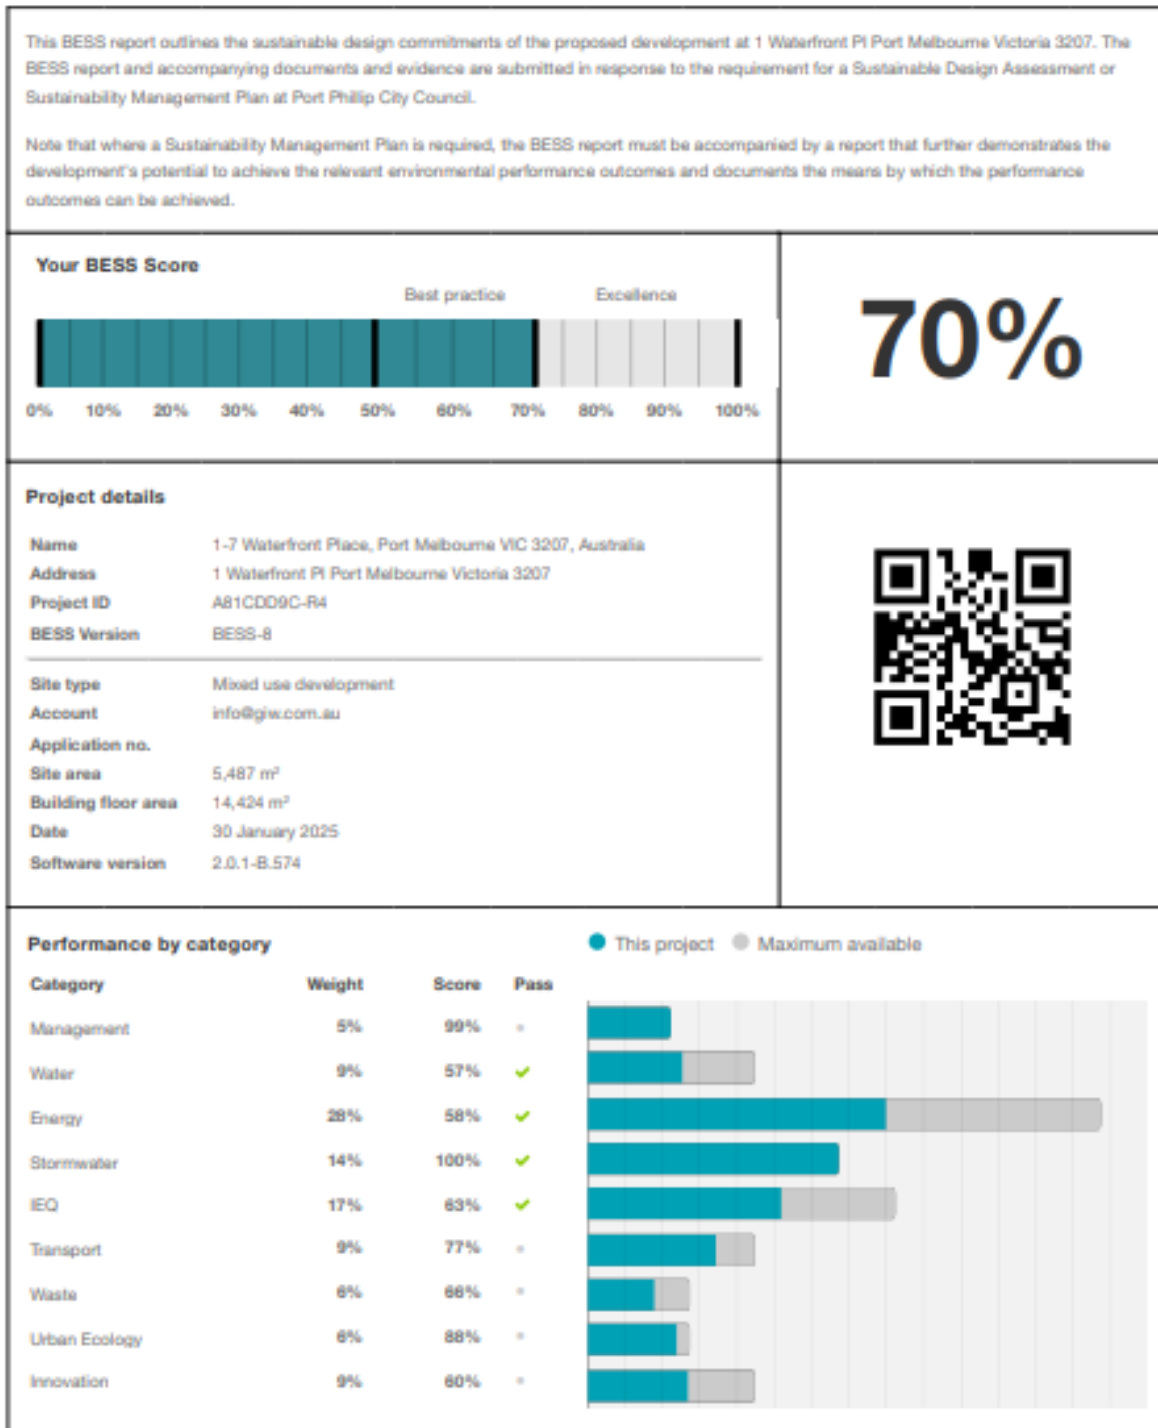 This BESS report outlines the sustainable design commitments of the proposed development at 1 Waterfront Pl Port Melbourne Victoria 3207. The
BESS report and accompanying documents and evidence are submitted in response to the requirement for a Sustainable Design Assessment or
Sustainability Management Plan at Port Phillip City Council.
Note that where a Sustainability Management Plan is required, the BESS report must be accompanied by a report that further demonstrates the
development's potential to achieve the relevant environmental performance outcomes and documents the means by which the performance
outcomes can be achieved.
Your BESS Score
Best practice Excellence
0% 10% 20% 30% 40% 50% 60% 70% 80% 90% 100%
70%
Project details
Name 1-7 Waterfront Place, Port Melbourne VIC 3207, Australia
Address 1 Waterfront Pl Port Melbourne Victoria 3207
Project ID A81CDD9C-R4
BESS Version BESS-8
Site type Mixed use development
Account info@giw.com.au
Application no.
Site area 5,487 m²
Building floor area 14,424 m²
Date 30 January 2025
Software version 2.0.1-B.574
Performance by category
This project Maximum available
Category Weight Score Pass
Management 5% 99%
Water 9% 57% ✔
Energy 28% 58% ✔
Stormwater 14% 100% ✔
IEQ 17% 63% ✔
Transport 9% 77%
Waste 6% 66%
Urban Ecology 6% 88%
Innovation 9% 60%